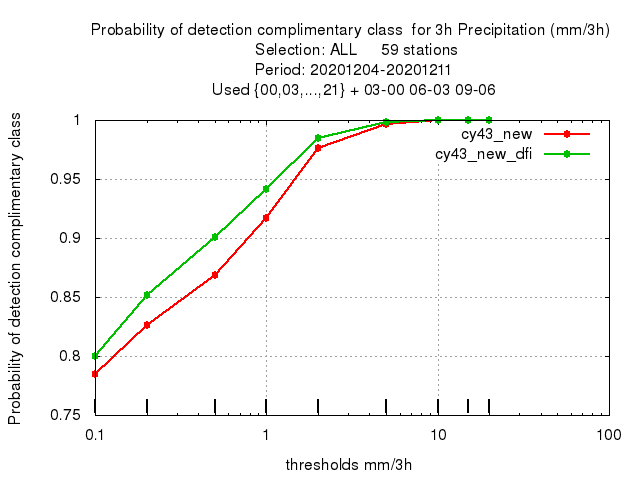 Probability of detection complimentary class  for 3h Precipitation (mm/3h)
Selection: ALL     59 stations
Period: 20201204-20201211
Used {00,03,...,21} + 03-00 06-03 09-06
Probability of detection complimentary class
1
0.95
0.9
0.85
0.8
0.75
cy43_new
cy43_new_dfi
0.1
1
10
100
thresholds mm/3h